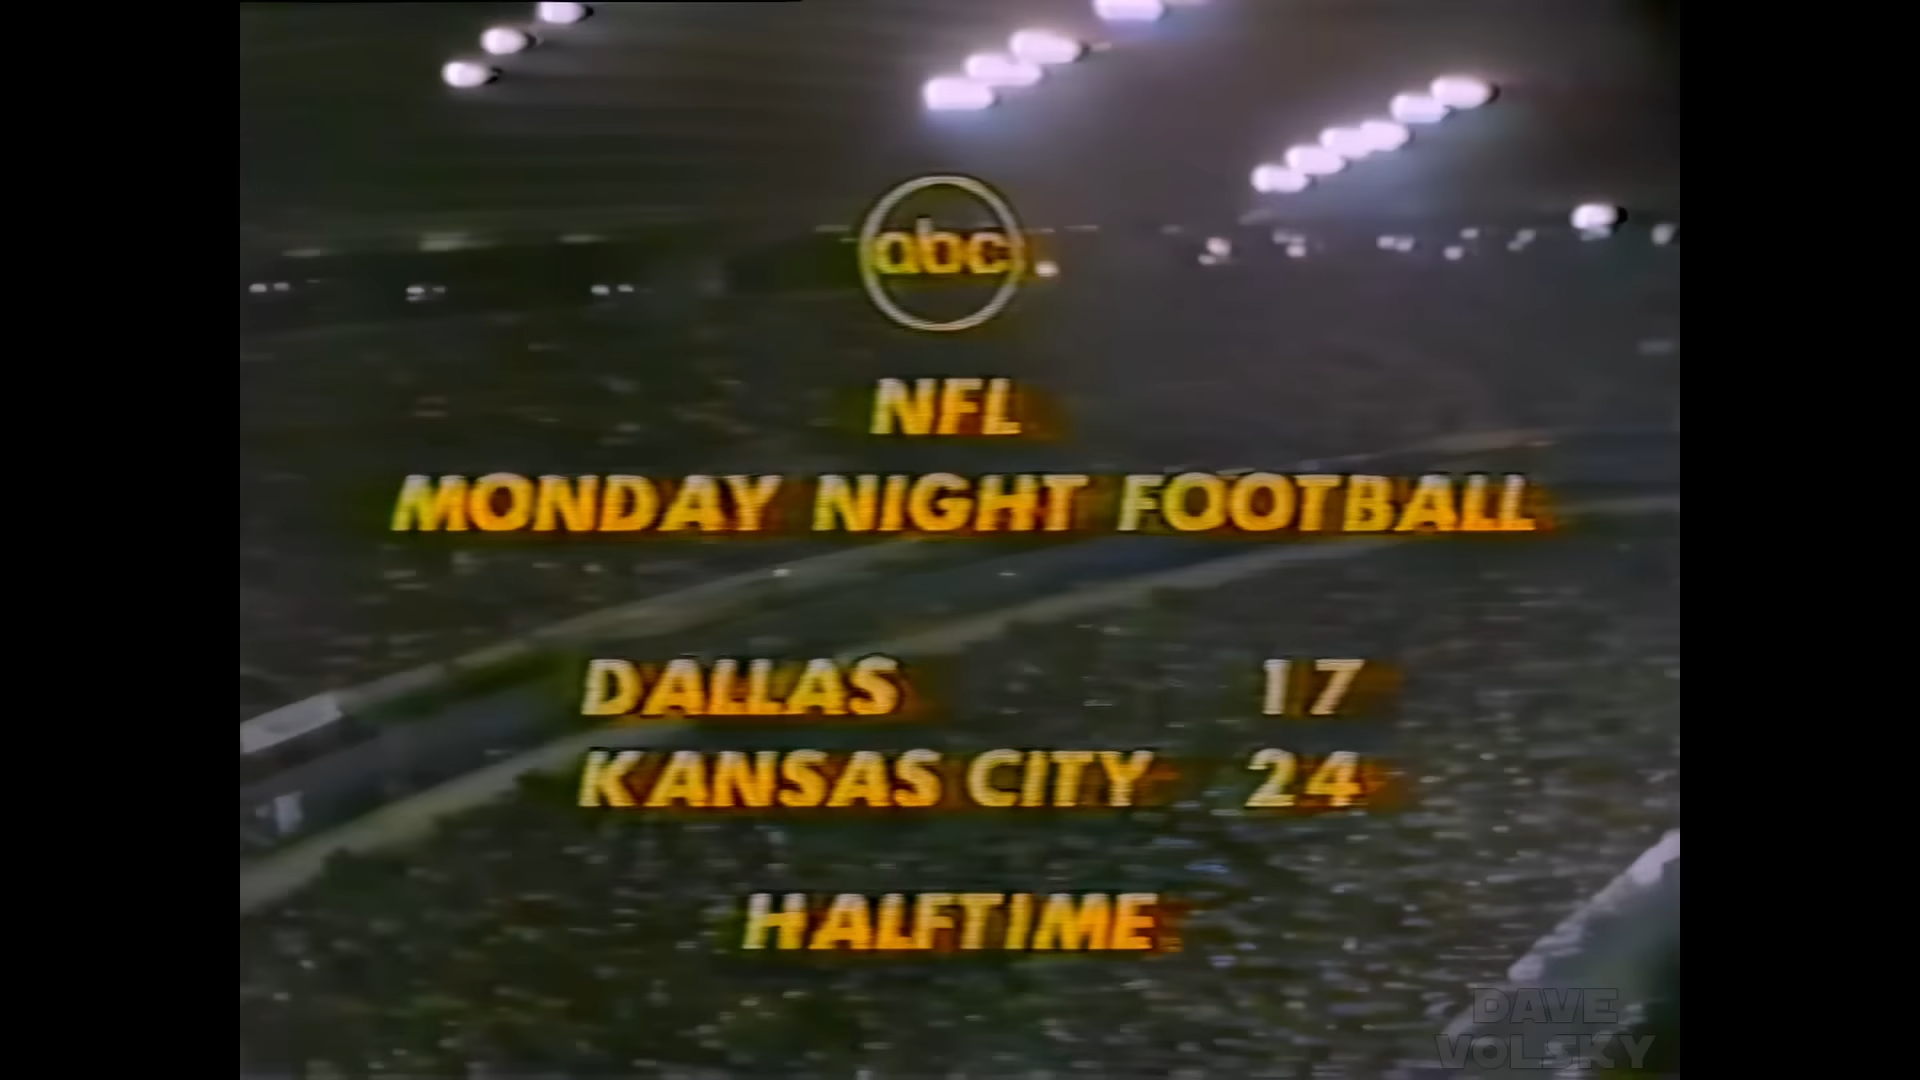 abc
NFL
MONDAY NIGHT FOOTBALL
DALLAS 17
KANSAS CITY 24
HALFTIME
DAVE
VOLSKY